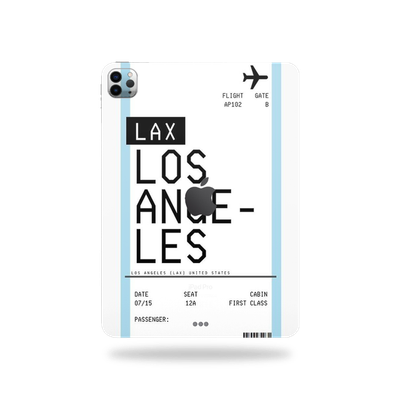 FLIGHT GATE
AP102 B
LAX
LOS
ANGE-
LES
LOS ANGELES (LAX) UNITED STATES
DATE SEAT CABIN
07/15 12A FIRST CLASS
PASSENGER: